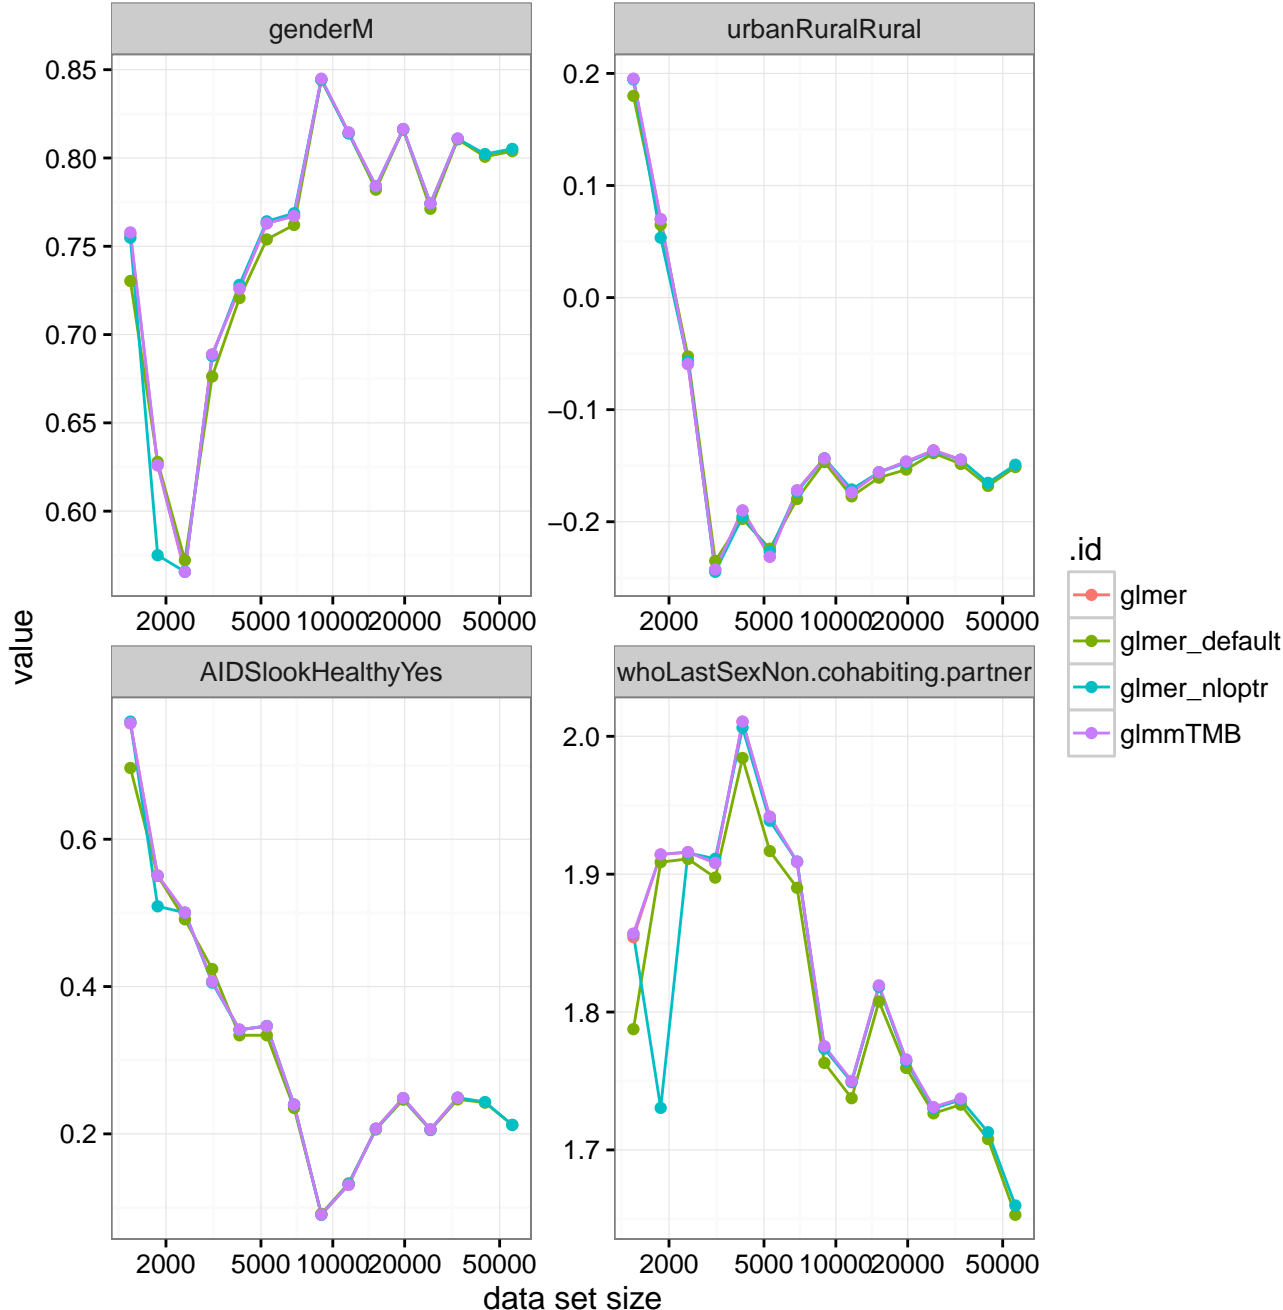 genderM
urbanRuralRural
0.85
0.80
0.75
0.70
0.65
0.60
0.2
0.1
0.0
−0.1
−0.2
2000 5000 10000 20000 50000
2000 5000 10000 20000 50000
value
AIDSlookHealthyYes
whoLastSexNon.cohabiting.partner
0.6
0.4
0.2
2.0
1.9
1.8
1.7
2000 5000 10000 20000 50000
2000 5000 10000 20000 50000
data set size
.id
glmer
glmer_default
glmer_nloptr
glmmTMB